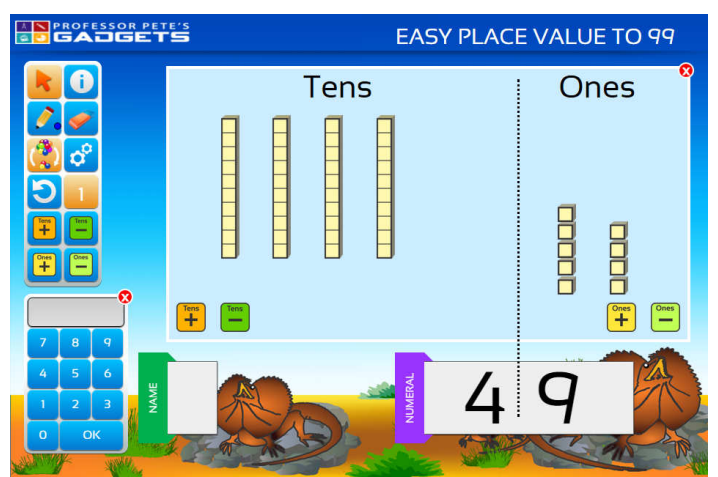 PROFESSOR PETE'S
GADGETS
EASY PLACE VALUE TO 99
Tens
Ones
i
1
Tens
+
Tens
−
Ones
+
Ones
−
7 8 9
4 5 6
1 2 3
0 OK
Tens
+
Tens
−
Ones
+
Ones
−
NAME
NUMERAL
4 9